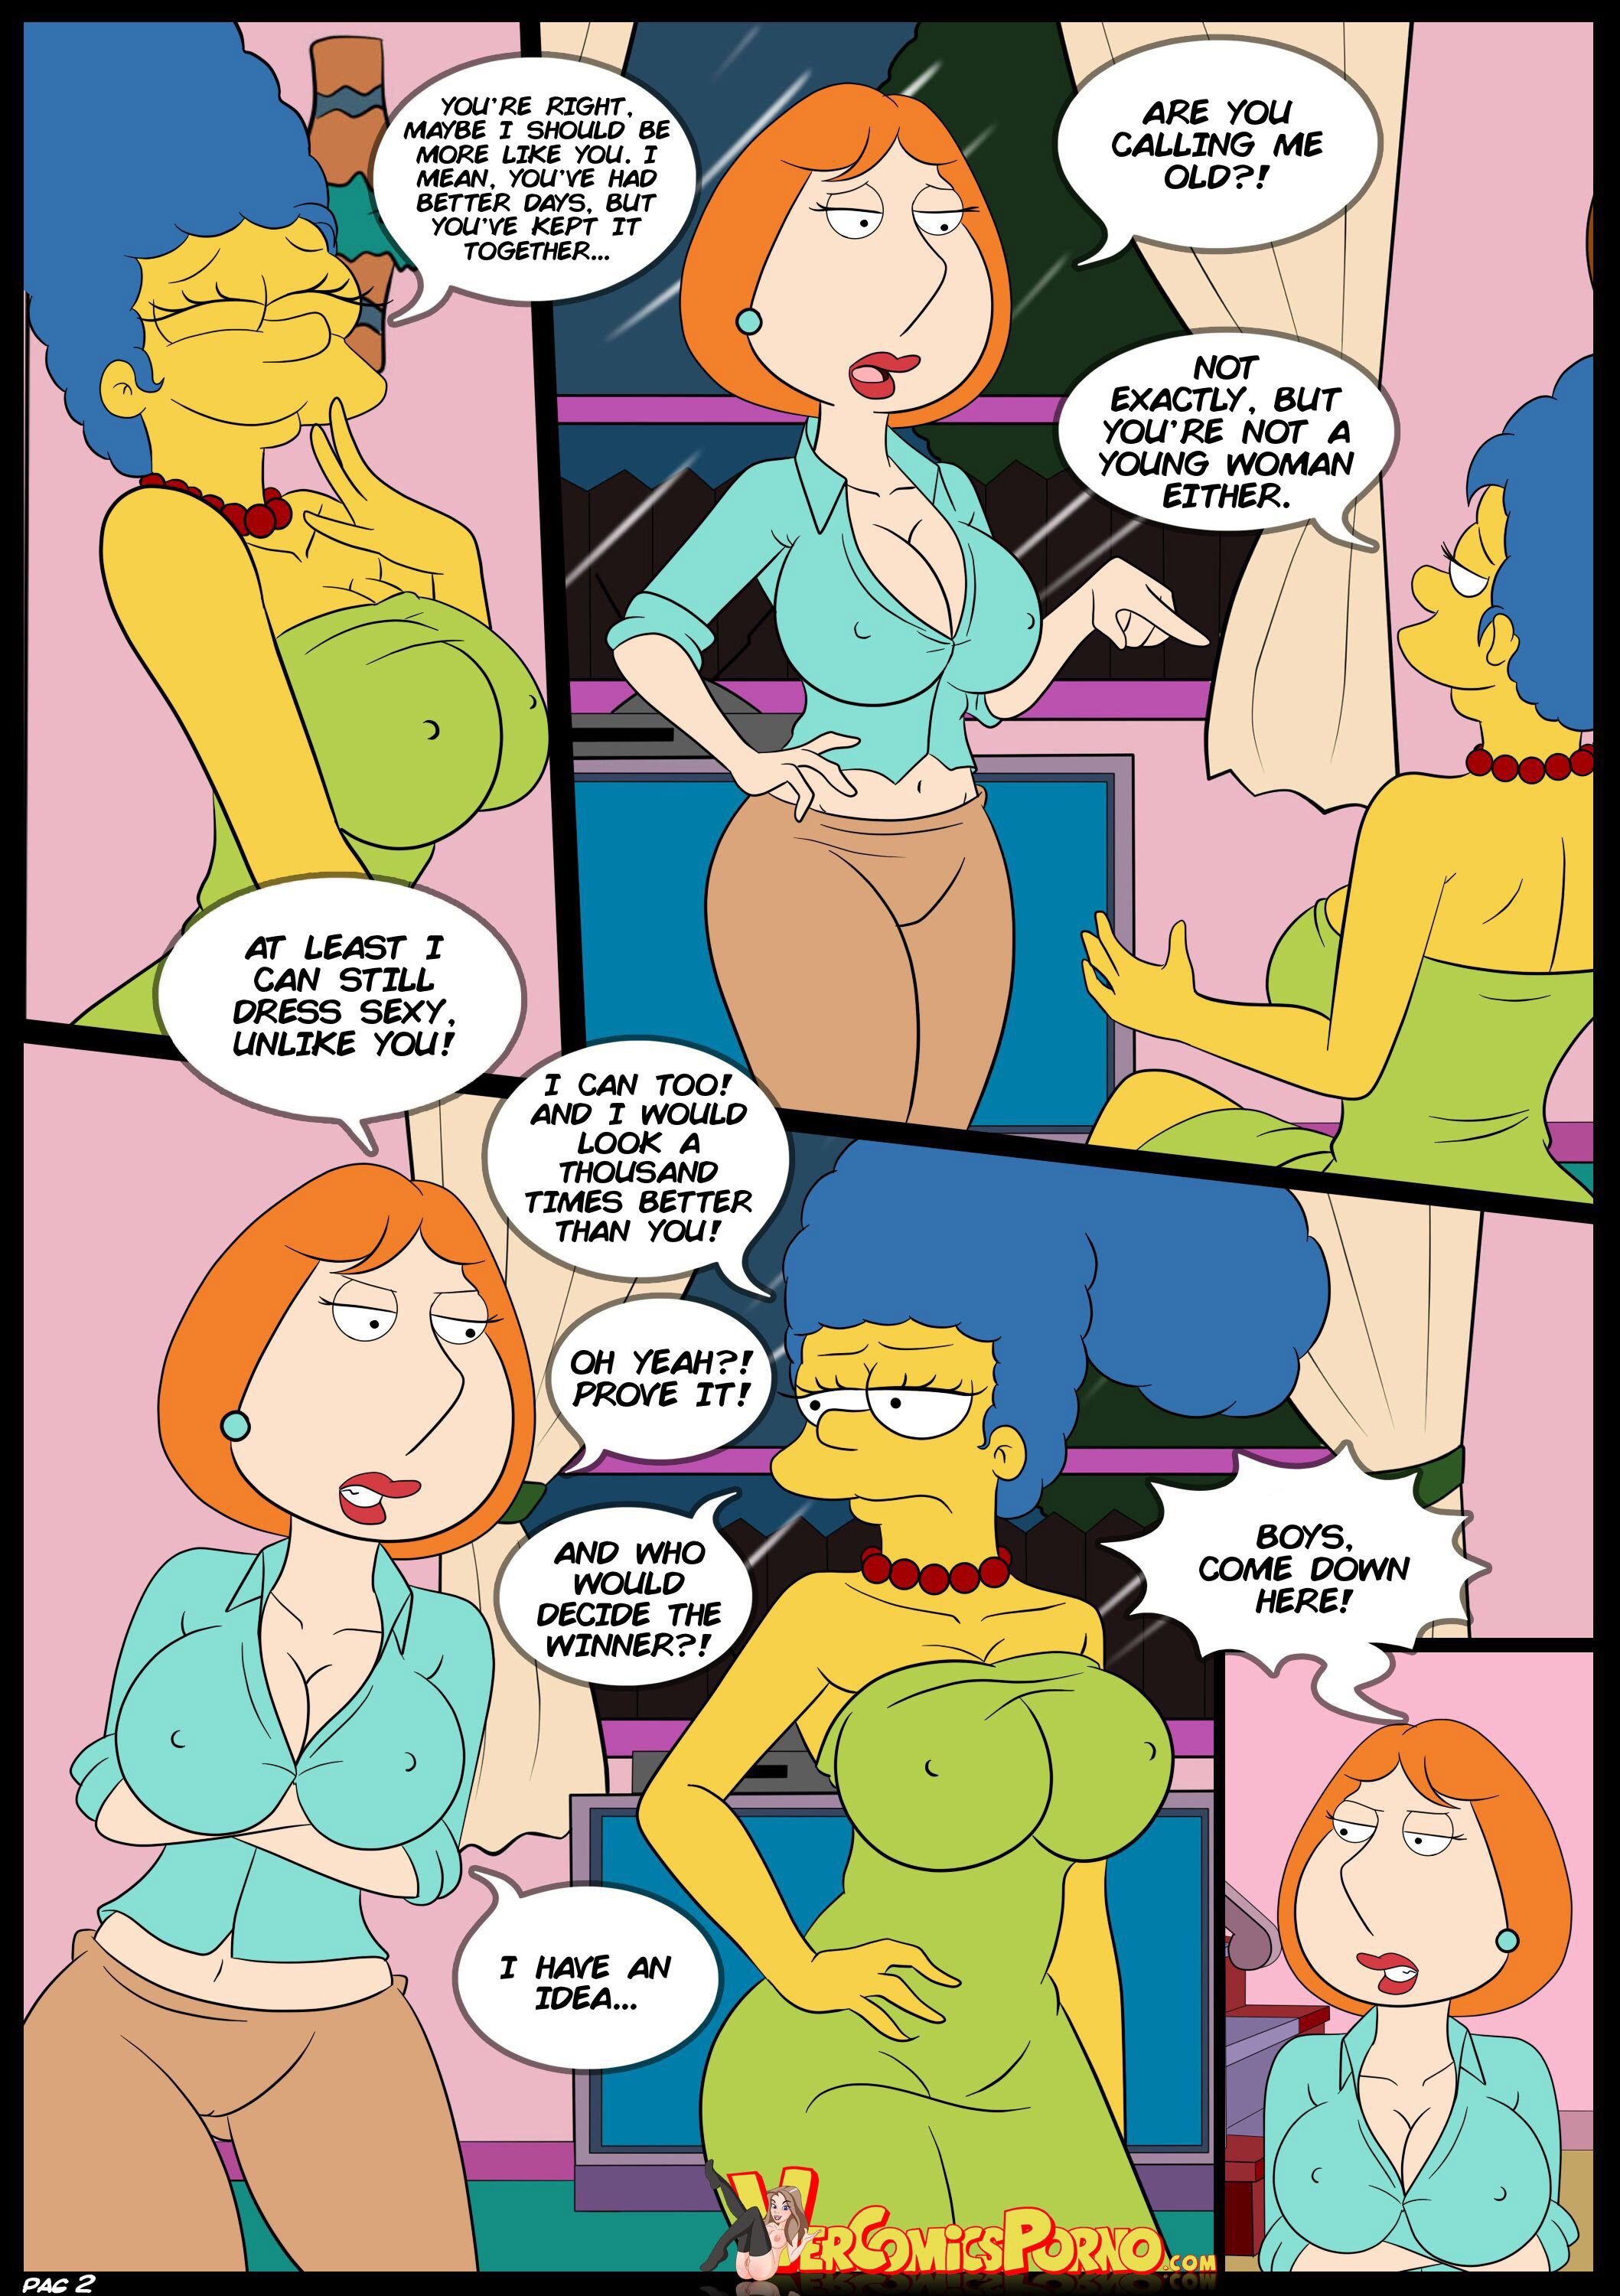 YOU'RE RIGHT,
MAYBE I SHOULD BE
MORE LIKE YOU. I
MEAN, YOU'VE HAD
BETTER DAYS, BUT
YOU'VE KEPT IT
TOGETHER...
ARE YOU
CALLING ME
OLD?!
NOT
EXACTLY, BUT
YOU'RE NOT A
YOUNG WOMAN
EITHER.
AT LEAST I
CAN STILL
DRESS SEXY,
UNLIKE YOU!
I CAN TOO!
AND I WOULD
LOOK A
THOUSAND
TIMES BETTER
THAN YOU!
OH YEAH?!
PROVE IT!
AND WHO
WOULD
DECIDE THE
WINNER?!
I HAVE AN
IDEA...
BOYS,
COME DOWN
HERE!
VERCOMICSPORNO.COM
PAG 2